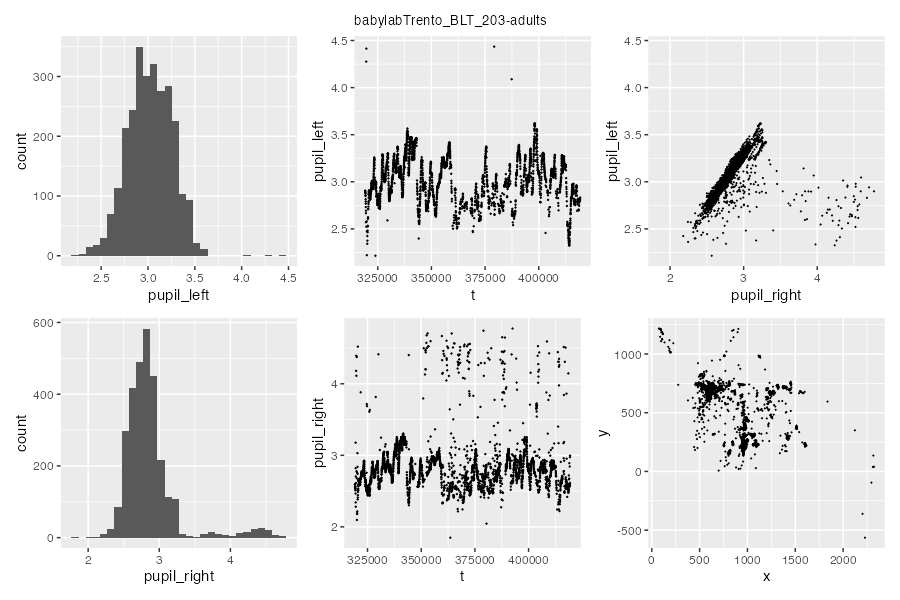 babylabTrento_BLT_203-adults
count
300
200
100
0
2.5 3.0 3.5 4.0 4.5
pupil_left
pupil_left
4.5
4.0
3.5
3.0
2.5
325000 350000 375000 400000
t
pupil_left
4.5
4.0
3.5
3.0
2.5
2 3 4
pupil_right
count
600
400
200
0
2 3 4
pupil_right
pupil_right
4
3
2
325000 350000 375000 400000
t
y
1000
500
0
-500
0 500 1000 1500 2000
x